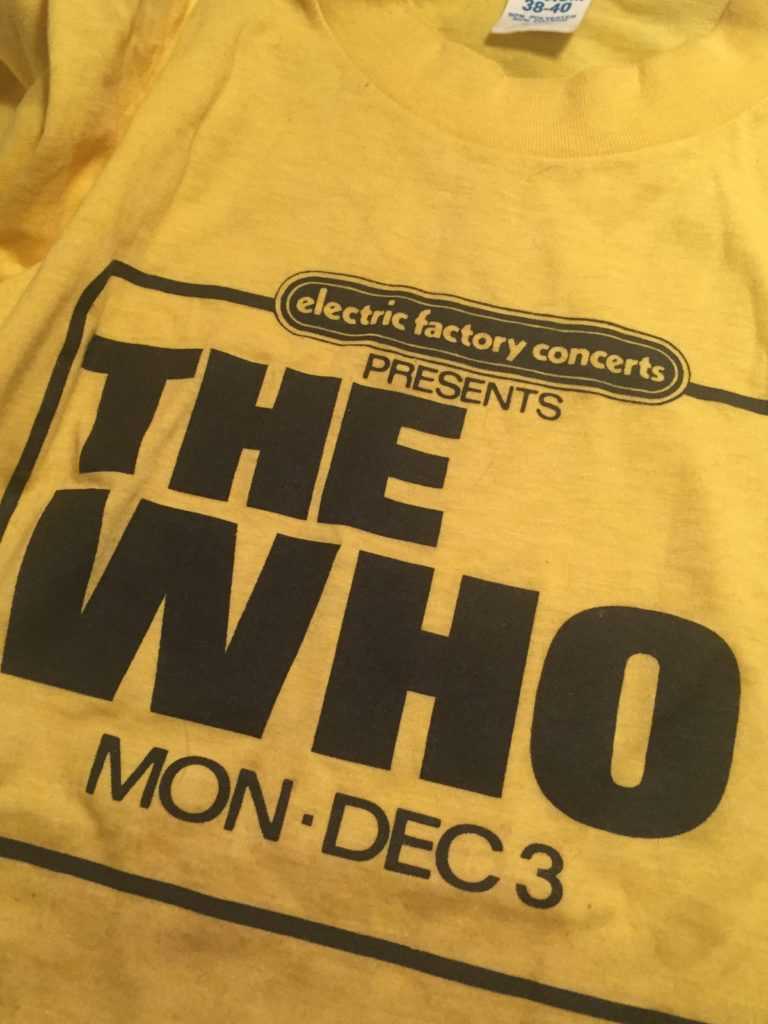 38-40
electric factory concerts
PRESENTS
THE
WHO
MON·DEC 3